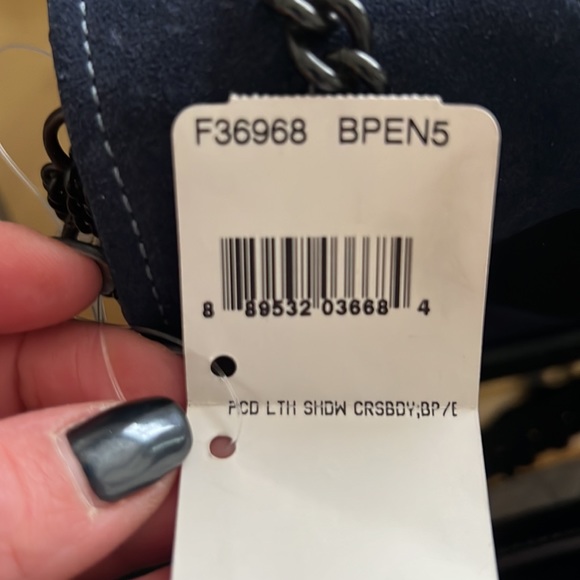 F36968 BPEN5
8 89532 03668 4
PCD LTH SHDW CRSBDY;BP/E